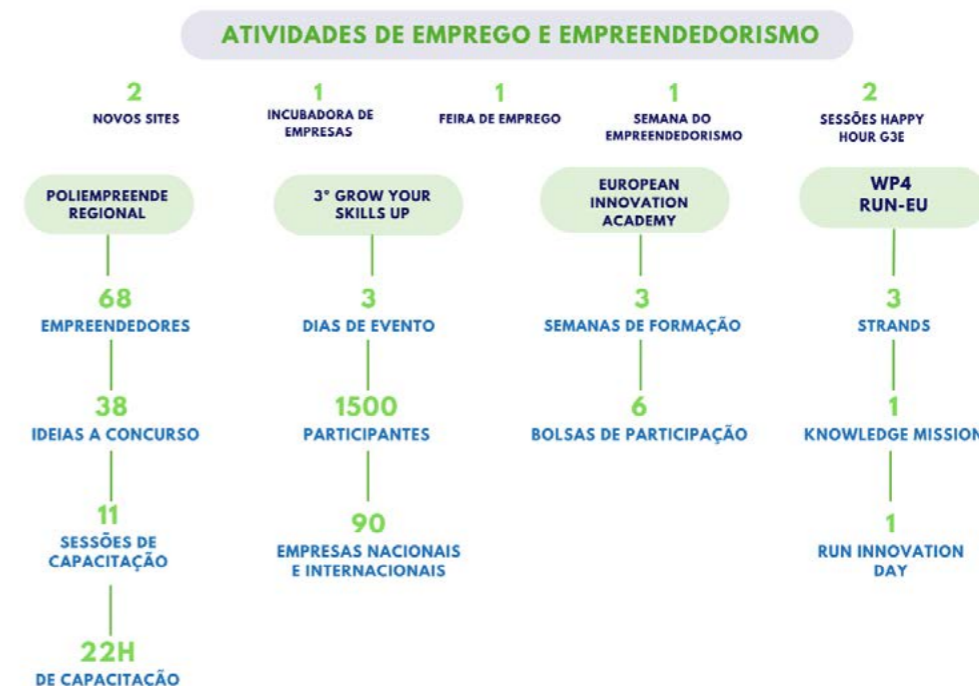 ATIVIDADES DE EMPREGO E EMPREENDEDORISMO
2
NOVOS SITES
1
INCUBADORA DE
EMPRESAS
1
FEIRA DE EMPREGO
1
SEMANA DO
EMPREENDEDORISMO
2
SESSÕES HAPPY
HOUR G3E
POLIEMPREENDE
REGIONAL
68
EMPREENDEDORES
38
IDEIAS A CONCURSO
11
SESSÕES DE
CAPACITAÇÃO
22H
DE CAPACITAÇÃO
3º GROW YOUR
SKILLS UP
3
DIAS DE EVENTO
1500
PARTICIPANTES
90
EMPRESAS NACIONAIS
E INTERNACIONAIS
EUROPEAN
INNOVATION
ACADEMY
3
SEMANAS DE FORMAÇÃO
6
BOLSAS DE PARTICIPAÇÃO
WP4
RUN-EU
3
STRANDS
1
KNOWLEDGE MISSION
1
RUN INNOVATION
DAY